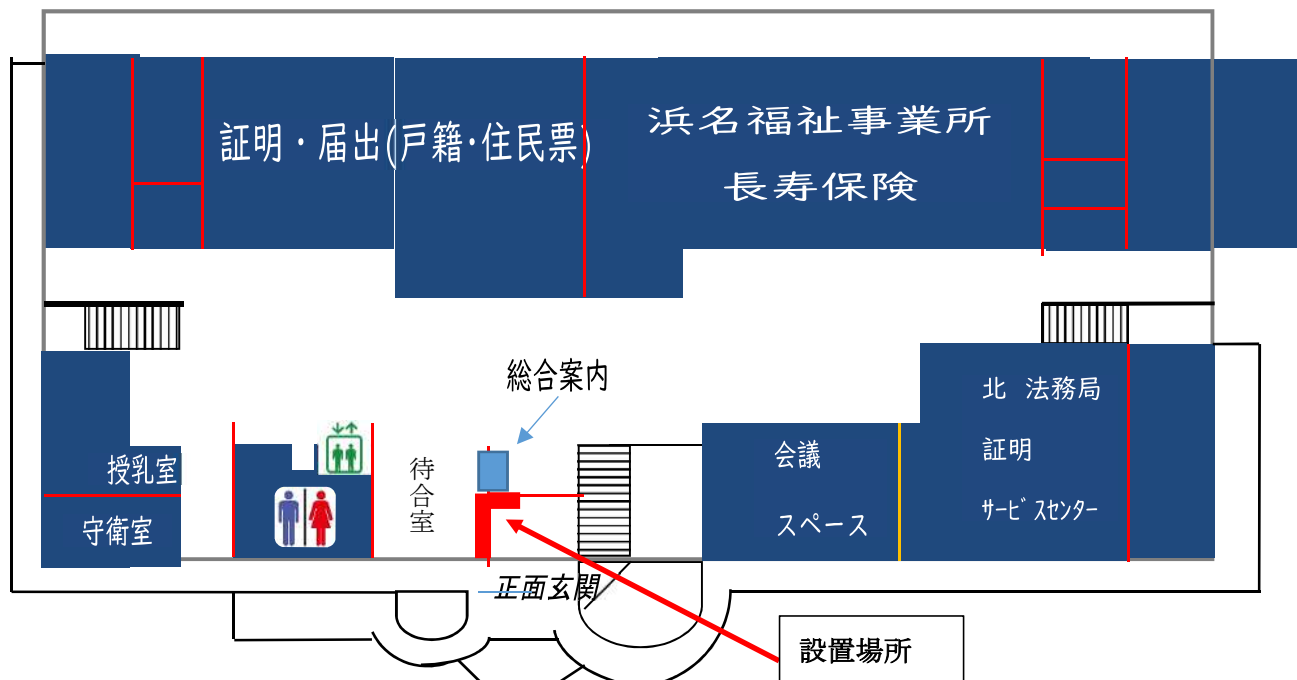 証明・届出(戸籍・住民票)
浜名福祉事業所
長寿保険
総合案内
北 法務局
証明
サービスセンター
会議
スペース
授乳室
守衛室
待合室
正面玄関
設置場所